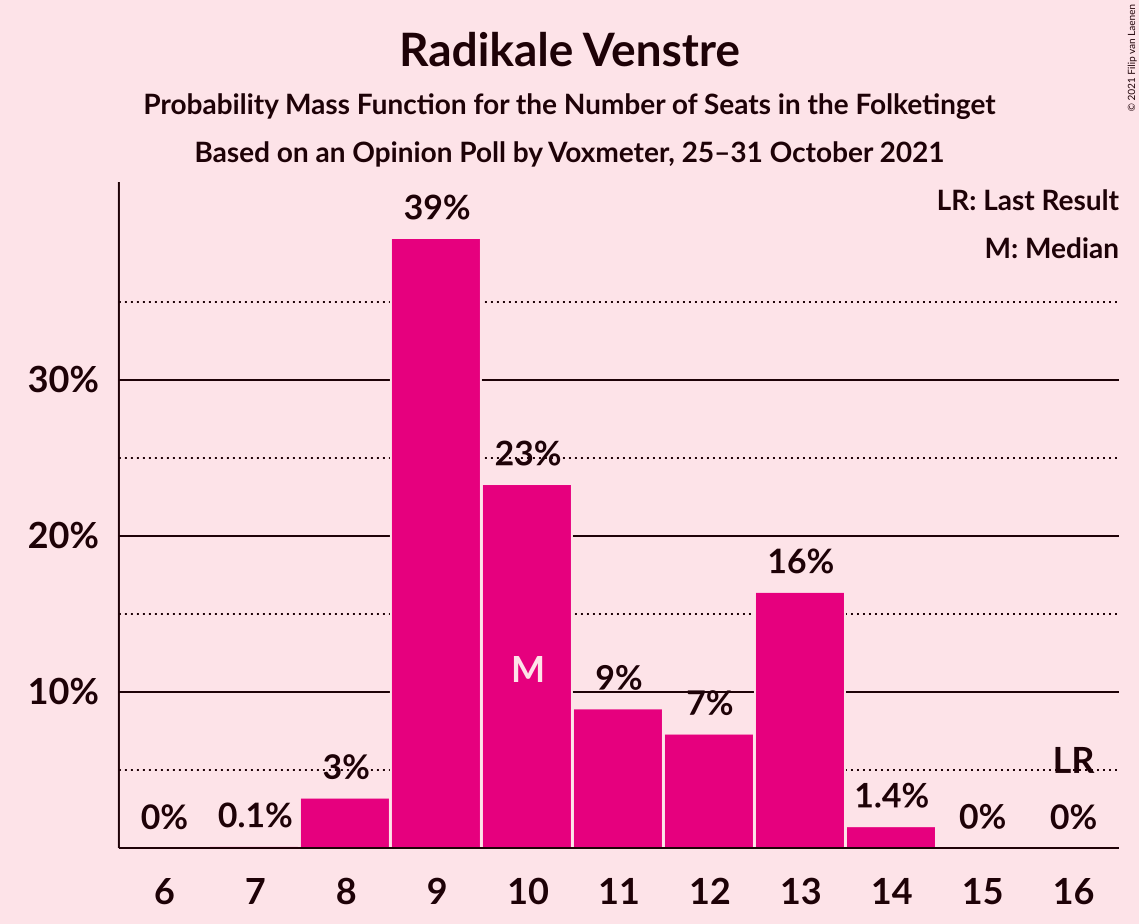 Radikale Venstre
Probability Mass Function for the Number of Seats in the Folketinget
Based on an Opinion Poll by Voxmeter, 25–31 October 2021
© 2021 Filip van Laenen
LR: Last Result
M: Median
39%
30%
23%
20%
16%
M
10%
9%
7%
3%
LR
1.4%
0%
0.1%
0%
0%
6 7 8 9 10 11 12 13 14 15 16